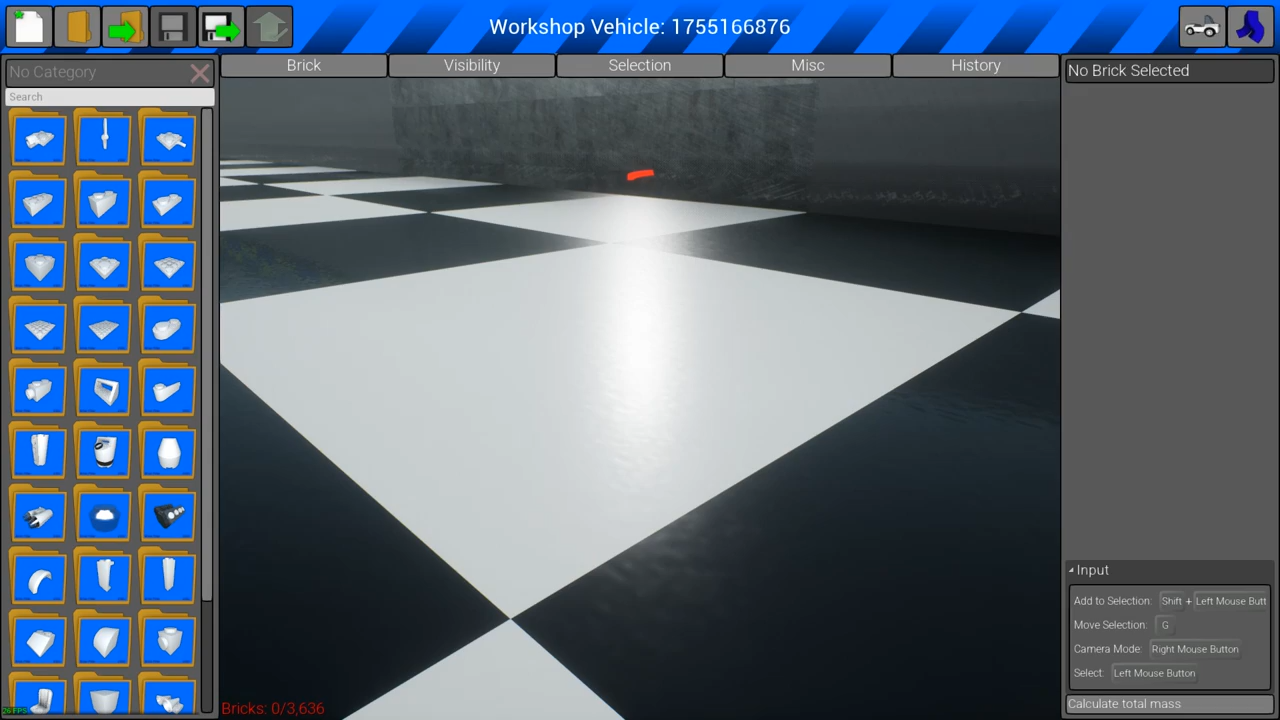 Workshop Vehicle: 1755166876
No Category
Search
Brick
Visibility
Selection
Misc
History
No Brick Selected
Input
Add to Selection: Shift + Left Mouse Butt
Move Selection: G
Camera Mode: Right Mouse Button
Select: Left Mouse Button
Calculate total mass
Bricks: 0/3,636
26 FPS